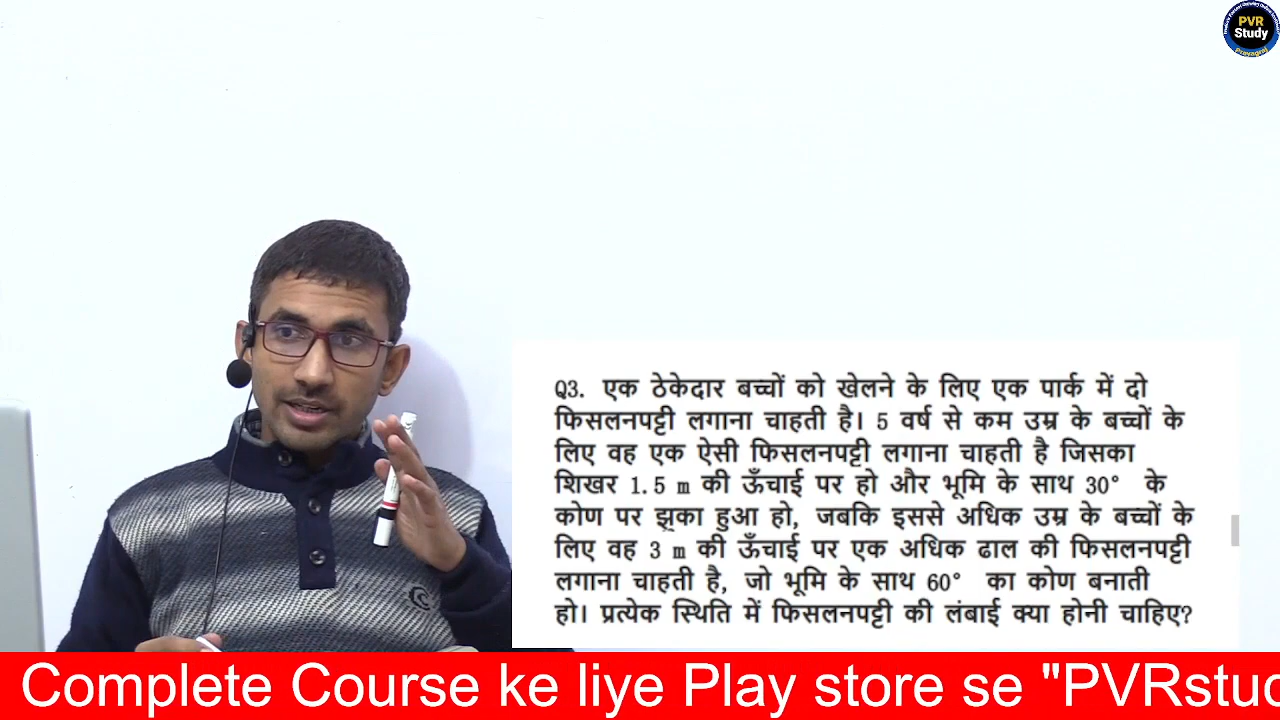 PVR
Study
Prayagraj
Q3. एक ठेकेदार बच्चों को खेलने के लिए एक पार्क में दो
फिसलनपट्टी लगाना चाहती है। 5 वर्ष से कम उम्र के बच्चों के
लिए वह एक ऐसी फिसलनपट्टी लगाना चाहती है जिसका
शिखर 1.5 m की ऊँचाई पर हो और भूमि के साथ 30° के
कोण पर झुका हुआ हो, जबकि इससे अधिक उम्र के बच्चों के
लिए वह 3 m की ऊँचाई पर एक अधिक ढाल की फिसलनपट्टी
लगाना चाहती है, जो भूमि के साथ 60° का कोण बनाती
हो। प्रत्येक स्थिति में फिसलनपट्टी की लंबाई क्या होनी चाहिए?
Complete Course ke liye Play store se "PVRstud